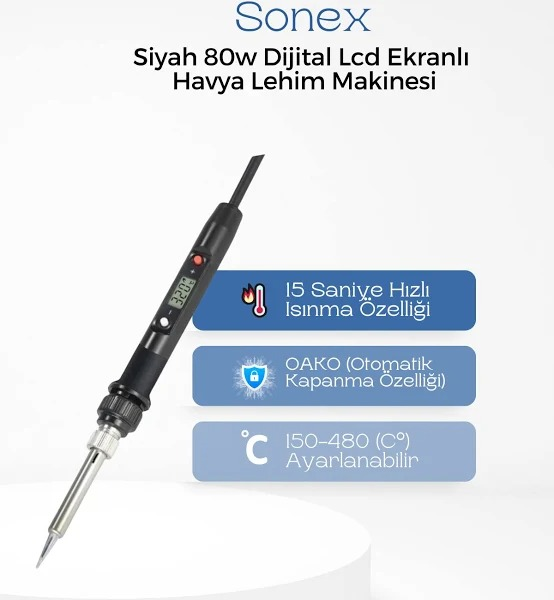 Sonex
Siyah 80w Dijital Lcd Ekranlı
Havya Lehim Makinesi
320°C
15 Saniye Hızlı
Isınma Özelliği
OAKO (Otomatik
Kapanma Özelliği)
°C
150-480 (C°)
Ayarlanabilir